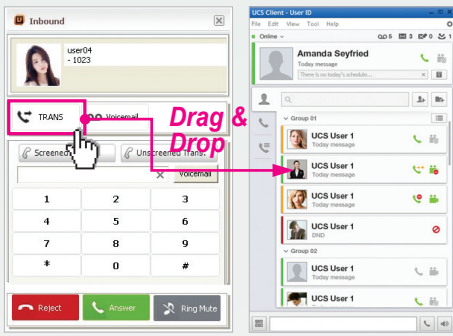 Inbound
user04
- 1023
TRANS
Voicemail
Drag &
Drop
Screened
Unscreened Trans.
Voicemail
1 2 3
4 5 6
7 8 9
* 0 #
Reject
Answer
Ring Mute
UCS Client - User ID
File Edit View Tool Help
Online
5 3 0 1
Amanda Seyfried
Today message
There is no today's schedule...
Group 01
UCS User 1
Today message
UCS User 1
Today message
UCS User 1
Today message
UCS User 1
DND
Group 02
UCS User 1
Today message
UCS User 1
Today message